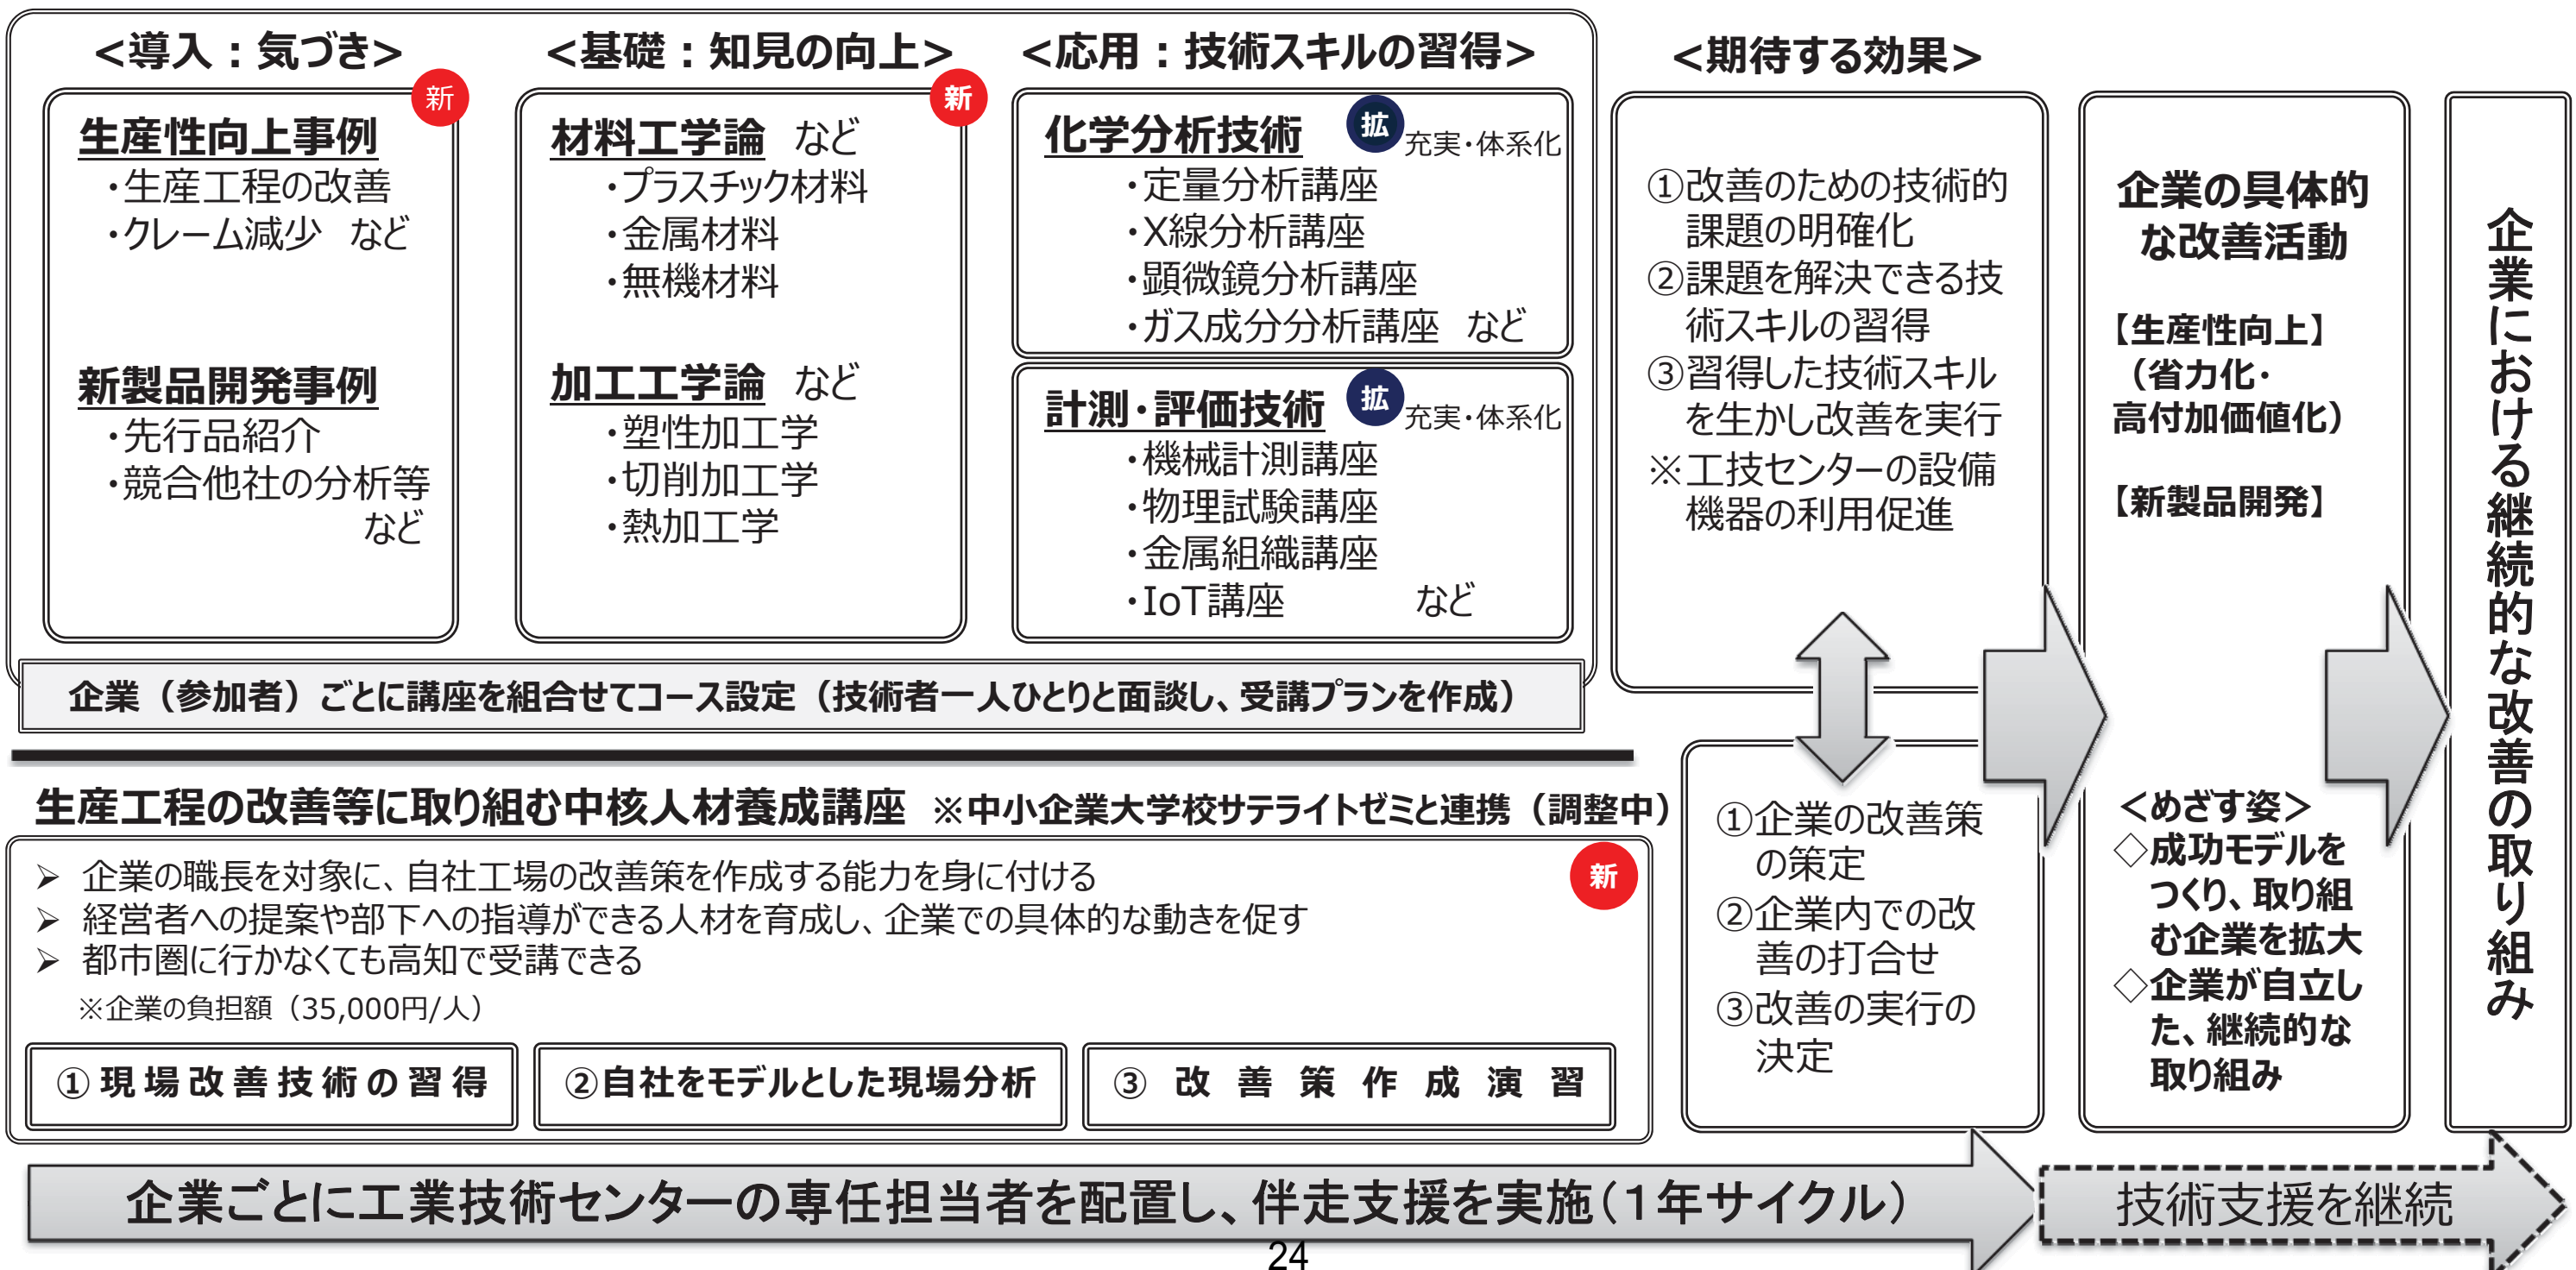 <導入：気づき>
新
生産性向上事例
・生産工程の改善
・クレーム減少　など
新製品開発事例
・先行品紹介
・競合他社の分析等
など
<基礎：知見の向上>
新
材料工学論　など
・プラスチック材料
・金属材料
・無機材料
加工工学論　など
・塑性加工学
・切削加工学
・熱加工学
<応用：技術スキルの習得>
化学分析技術　拡　充実・体系化
・定量分析講座
・X線分析講座
・顕微鏡分析講座
・ガス成分分析講座　など
計測・評価技術　拡　充実・体系化
・機械計測講座
・物理試験講座
・金属組織講座
・IoT講座　など
企業（参加者）ごとに講座を組合せてコース設定（技術者一人ひとりと面談し、受講プランを作成）
生産工程の改善等に取り組む中核人材養成講座　※中小企業大学校サテライトゼミと連携（調整中）
新
➢ 企業の職長を対象に、自社工場の改善策を作成する能力を身に付ける
➢ 経営者への提案や部下への指導ができる人材を育成し、企業での具体的な動きを促す
➢ 都市圏に行かなくても高知で受講できる
※企業の負担額（35,000円/人）
①現場改善技術の習得
②自社をモデルとした現場分析
③改善策作成演習
<期待する効果>
①改善のための技術的
課題の明確化
②課題を解決できる技
術スキルの習得
③習得した技術スキル
を生かし改善を実行
※工技センターの設備
機器の利用促進
①企業の改善策
の策定
②企業内での改
善の打合せ
③改善の実行の
決定
企業の具体的
な改善活動
【生産性向上】
（省力化・
高付加価値化）
【新製品開発】
＜めざす姿＞
◇成功モデルを
つくり、取り組
む企業を拡大
◇企業が自立し
た、継続的な
取り組み
企業における継続的な改善の取り組み
企業ごとに工業技術センターの専任担当者を配置し、伴走支援を実施（１年サイクル）
技術支援を継続
24